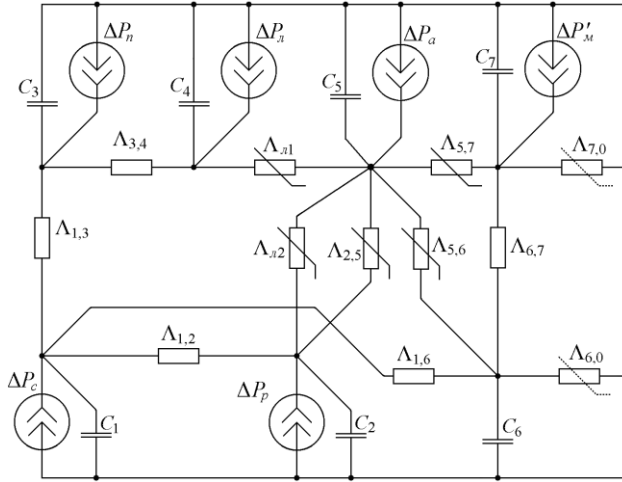 ΔPп ΔPл ΔPа ΔP′м
C3 C4 C5 C7
Λ3,4 Λл1 Λ5,7 Λ7,0
Λ1,3 Λл2 Λ2,5 Λ5,6 Λ6,7
Λ1,2 Λ1,6 Λ6,0
ΔPс ΔPр
C1 C2 C6